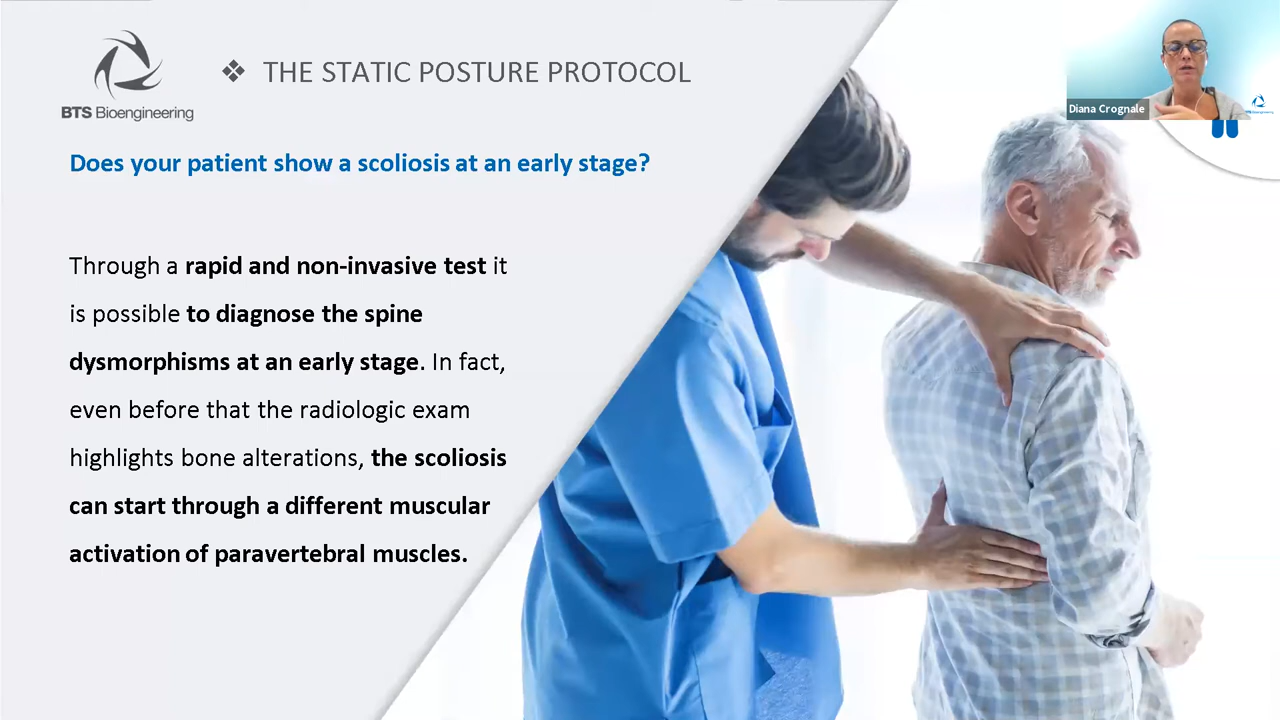 BTS Bioengineering
❖ THE STATIC POSTURE PROTOCOL
Diana Crognale
Does your patient show a scoliosis at an early stage?
Through a rapid and non-invasive test it
is possible to diagnose the spine
dysmorphisms at an early stage. In fact,
even before that the radiologic exam
highlights bone alterations, the scoliosis
can start through a different muscular
activation of paravertebral muscles.